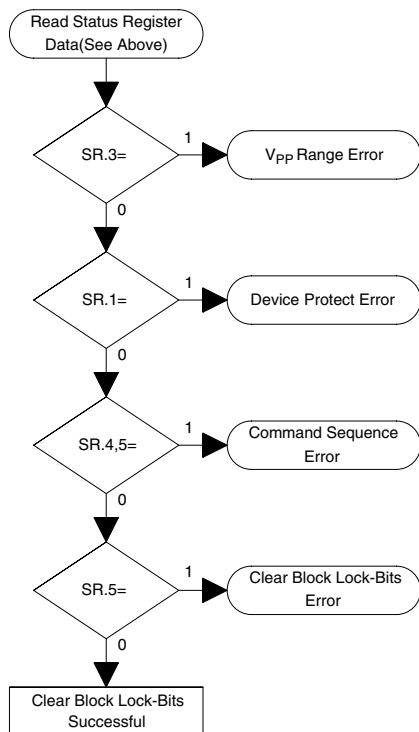 Read Status Register
Data(See Above)
SR.3=
1
VPP Range Error
0
SR.1=
1
Device Protect Error
0
SR.4,5=
1
Command Sequence
Error
0
SR.5=
1
Clear Block Lock-Bits
Error
0
Clear Block Lock-Bits
Successful